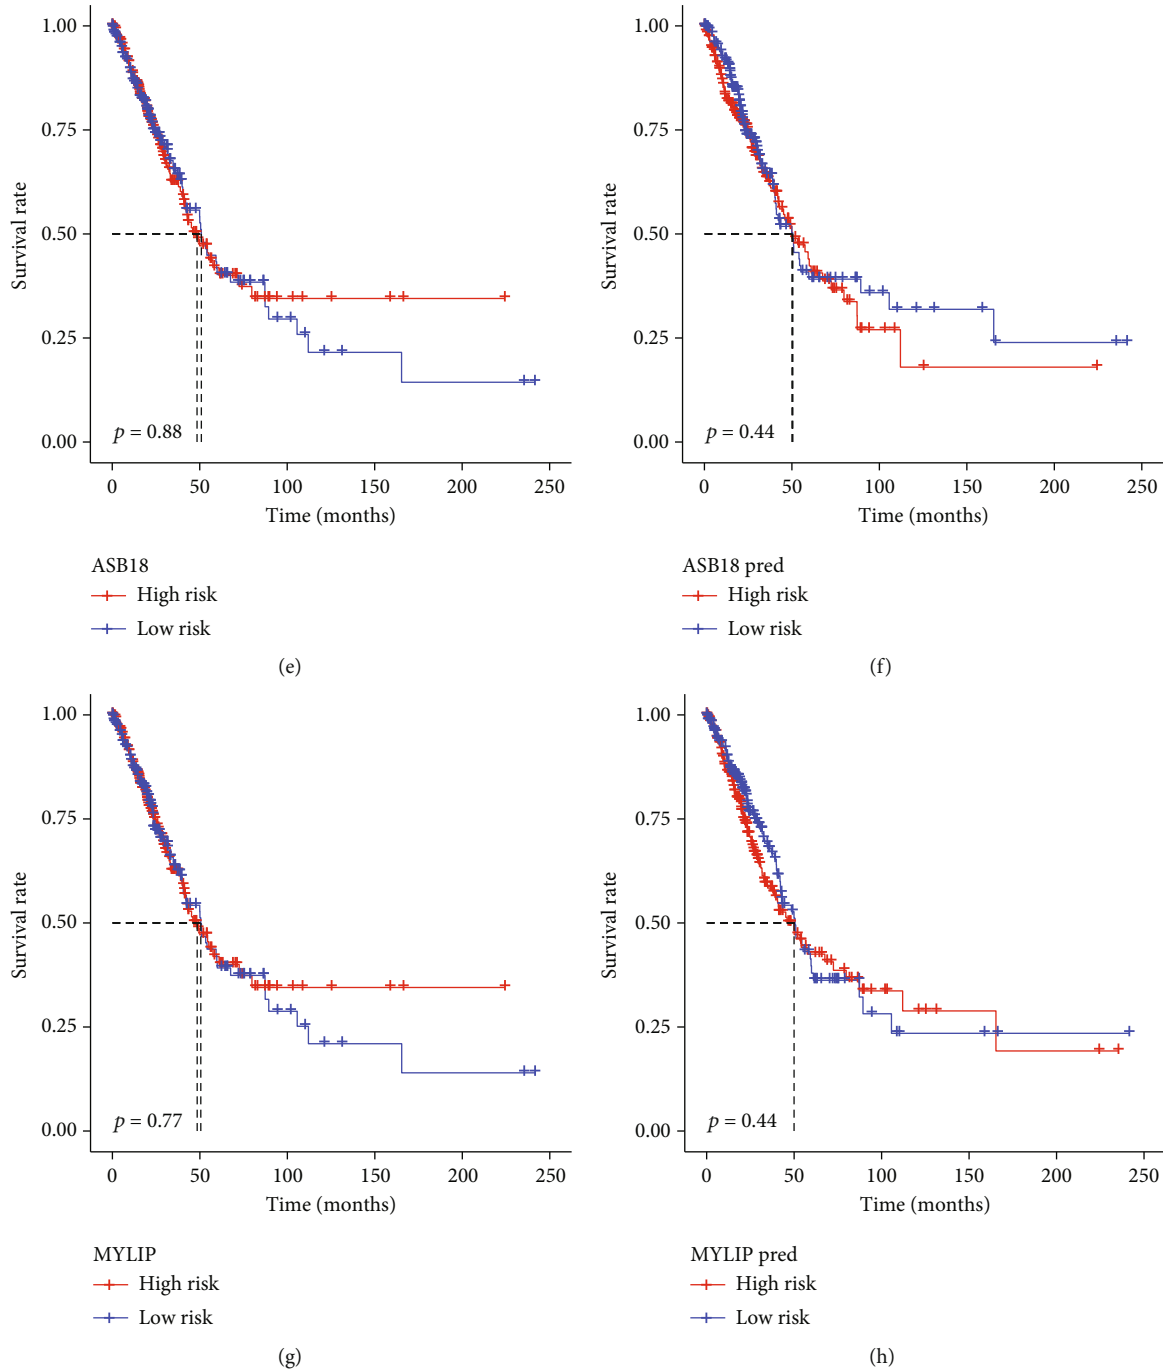 1.00
0.75
0.50
0.25
0.00
Survival rate
p = 0.88
0 50 100 150 200 250
Time (months)
ASB18
High risk
Low risk
(e)
1.00
0.75
0.50
0.25
0.00
Survival rate
p = 0.44
0 50 100 150 200 250
Time (months)
ASB18 pred
High risk
Low risk
(f)
1.00
0.75
0.50
0.25
0.00
Survival rate
p = 0.77
0 50 100 150 200 250
Time (months)
MYLIP
High risk
Low risk
(g)
1.00
0.75
0.50
0.25
0.00
Survival rate
p = 0.44
0 50 100 150 200 250
Time (months)
MYLIP pred
High risk
Low risk
(h)